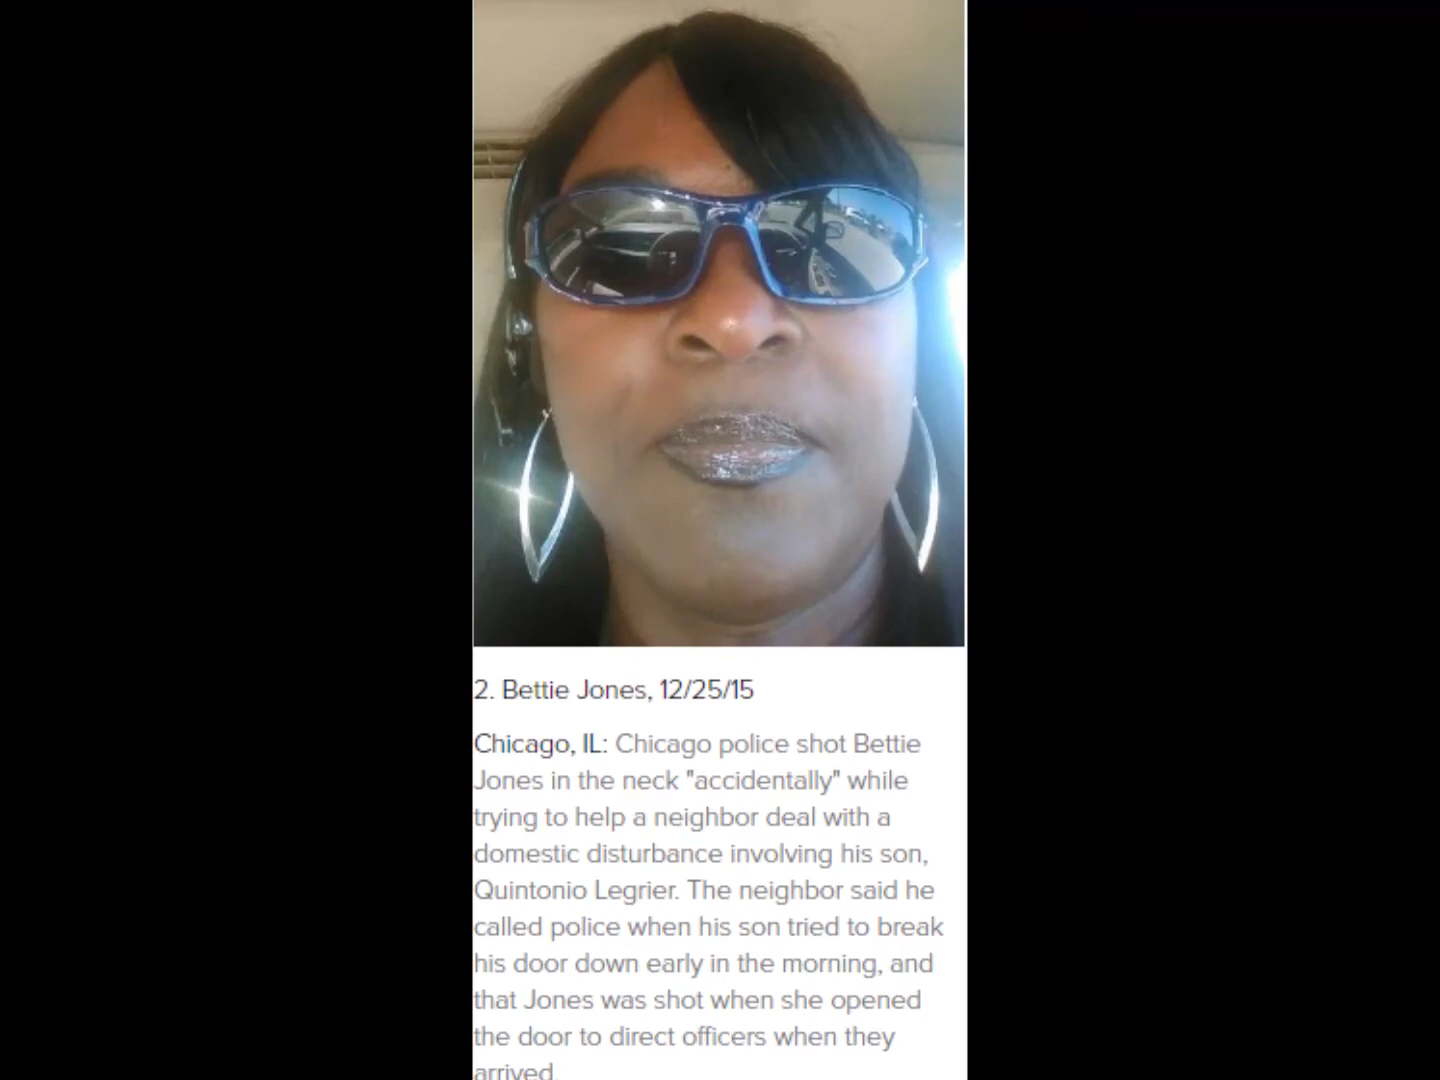 2. Bettie Jones, 12/25/15
Chicago, IL: Chicago police shot Bettie
Jones in the neck "accidentally" while
trying to help a neighbor deal with a
domestic disturbance involving his son,
Quintonio Legrier. The neighbor said he
called police when his son tried to break
his door down early in the morning, and
that Jones was shot when she opened
the door to direct officers when they
arrived.